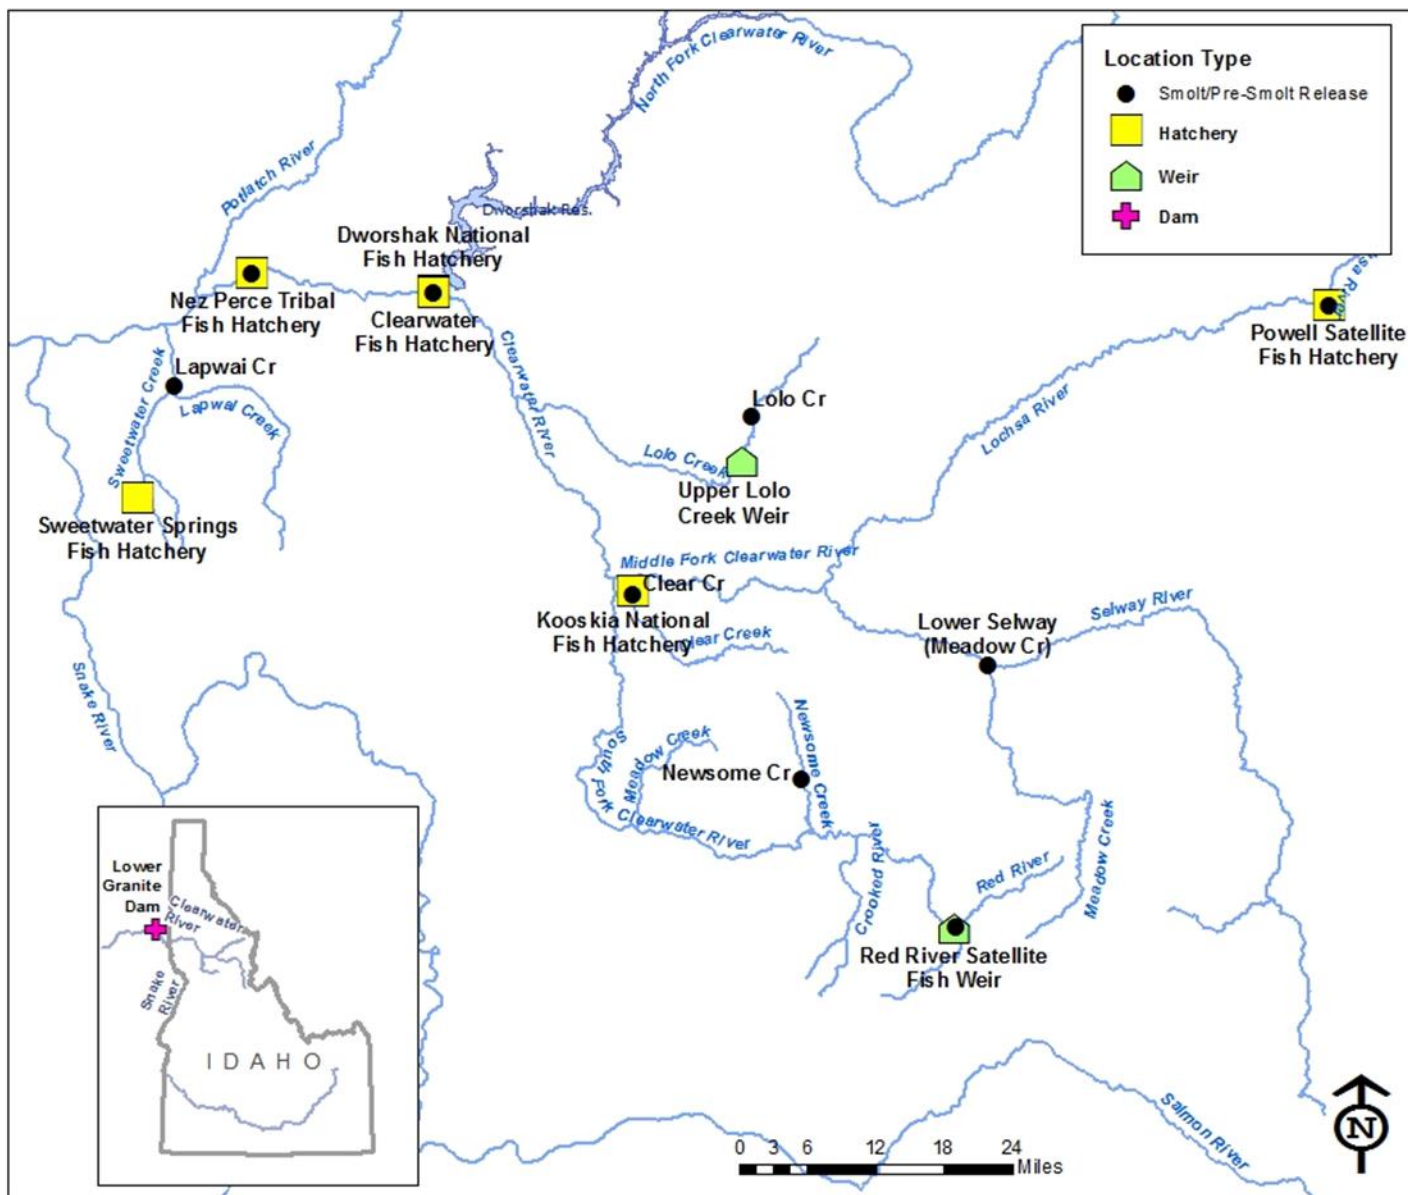 North Fork Clearwater River
Location Type
Smolt/Pre-Smolt Release
Hatchery
Weir
Dam
Potlatch River
Dworshak Res.
Dworshak National
Fish Hatchery
Nez Perce Tribal
Fish Hatchery
Clearwater
Fish Hatchery
River
Powell Satellite
Fish Hatchery
Lapwai Cr
Sweetwater Creek
Lapwai Creek
Clearwater River
Lolo Cr
Lochsa River
Lolo Creek
Upper Lolo
Creek Weir
Sweetwater Springs
Fish Hatchery
Middle Fork Clearwater River
Clear Cr
Kooskia National
Fish Hatchery
Clear Creek
Selway River
Lower Selway
(Meadow Cr)
Snake River
South Fork Clearwater River
Meadow Creek
Newsome Cr
Newsome Creek
Crooked River
Red River
Meadow Creek
Red River Satellite
Fish Weir
Lower
Granite
Dam
Clearwater
River
Snake
River
IDAHO
Salmon River
N
0 3 6 12 18 24
Miles